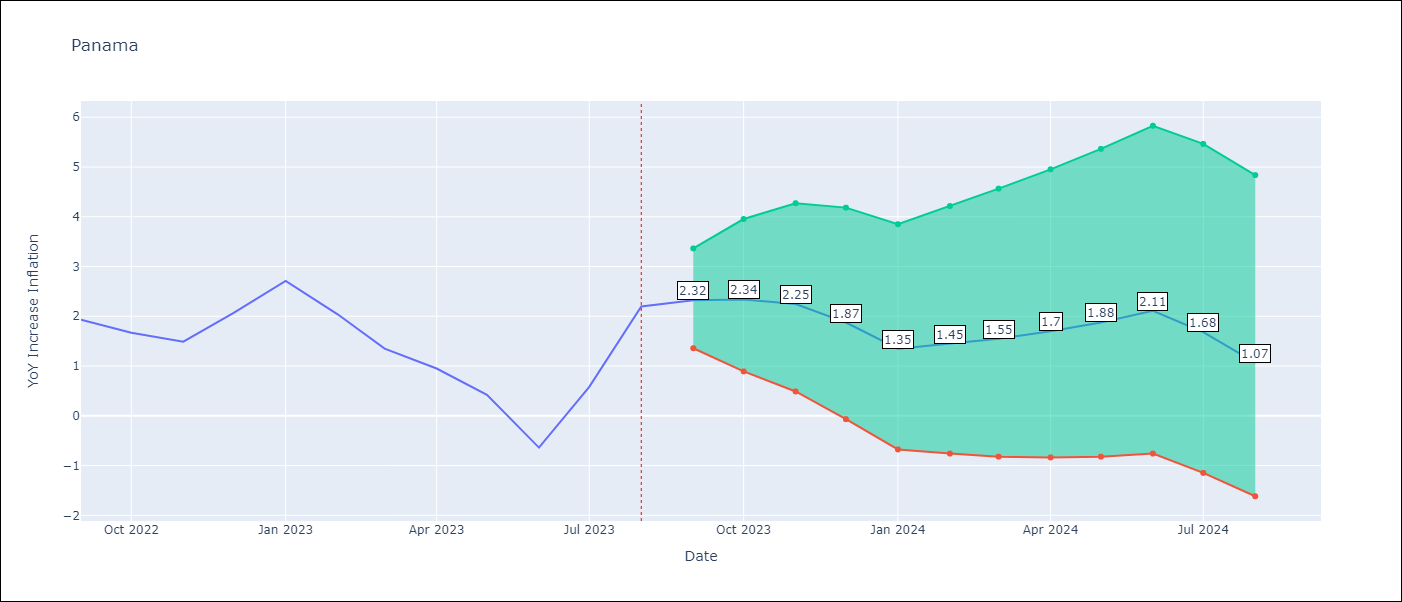 Panama
YoY Increase Inflation
6
5
4
3
2
1
0
−1
−2
2.32
2.34
2.25
1.87
1.35
1.45
1.55
1.7
1.88
2.11
1.68
1.07
Oct 2022
Jan 2023
Apr 2023
Jul 2023
Oct 2023
Jan 2024
Apr 2024
Jul 2024
Date